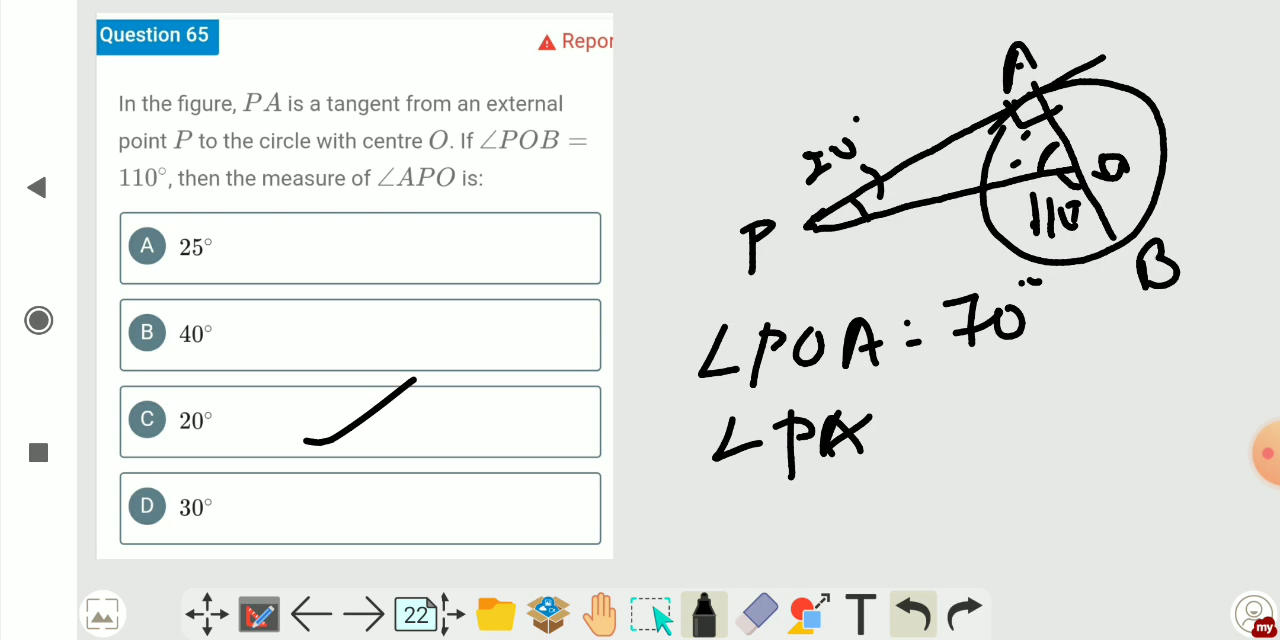 Question 65
Repor
In the figure, PA is a tangent from an external
point P to the circle with centre O. If ∠POB =
110°, then the measure of ∠APO is:
A 25°
B 40°
C 20°
D 30°
A
P
110
B
∠POA = 70°
∠PA
22
T
my